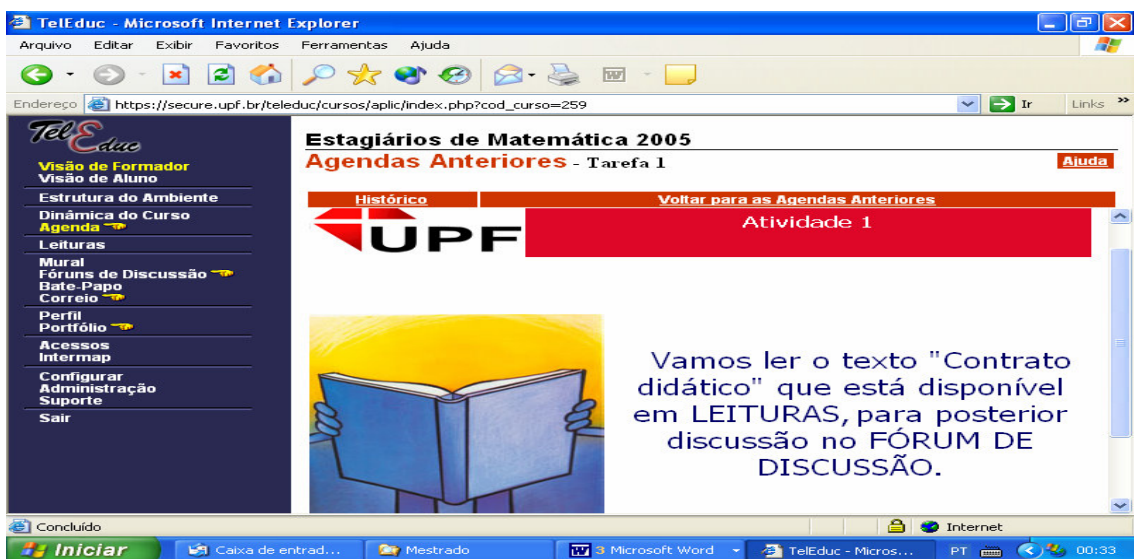 TelEduc - Microsoft Internet Explorer
Arquivo Editar Exibir Favoritos Ferramentas Ajuda
Endereço https://secure.upf.br/teleduc/cursos/aplic/index.php?cod_curso=259 Ir Links »
TelEduc
Visão de Formador
Visão de Aluno
Estrutura do Ambiente
Dinâmica do Curso
Agenda
Leituras
Mural
Fóruns de Discussão
Bate-Papo
Correio
Perfil
Portfólio
Acessos
Intermap
Configurar
Administração
Suporte
Sair
Estagiários de Matemática 2005
Agendas Anteriores - Tarefa 1 Ajuda
Histórico Voltar para as Agendas Anteriores
UPF Atividade 1
Vamos ler o texto "Contrato
didático" que está disponível
em LEITURAS, para posterior
discussão no FÓRUM DE
DISCUSSÃO.
Concluído Internet
Iniciar Caixa de entrad... Mestrado 3 Microsoft Word TelEduc - Micros... PT 00:33